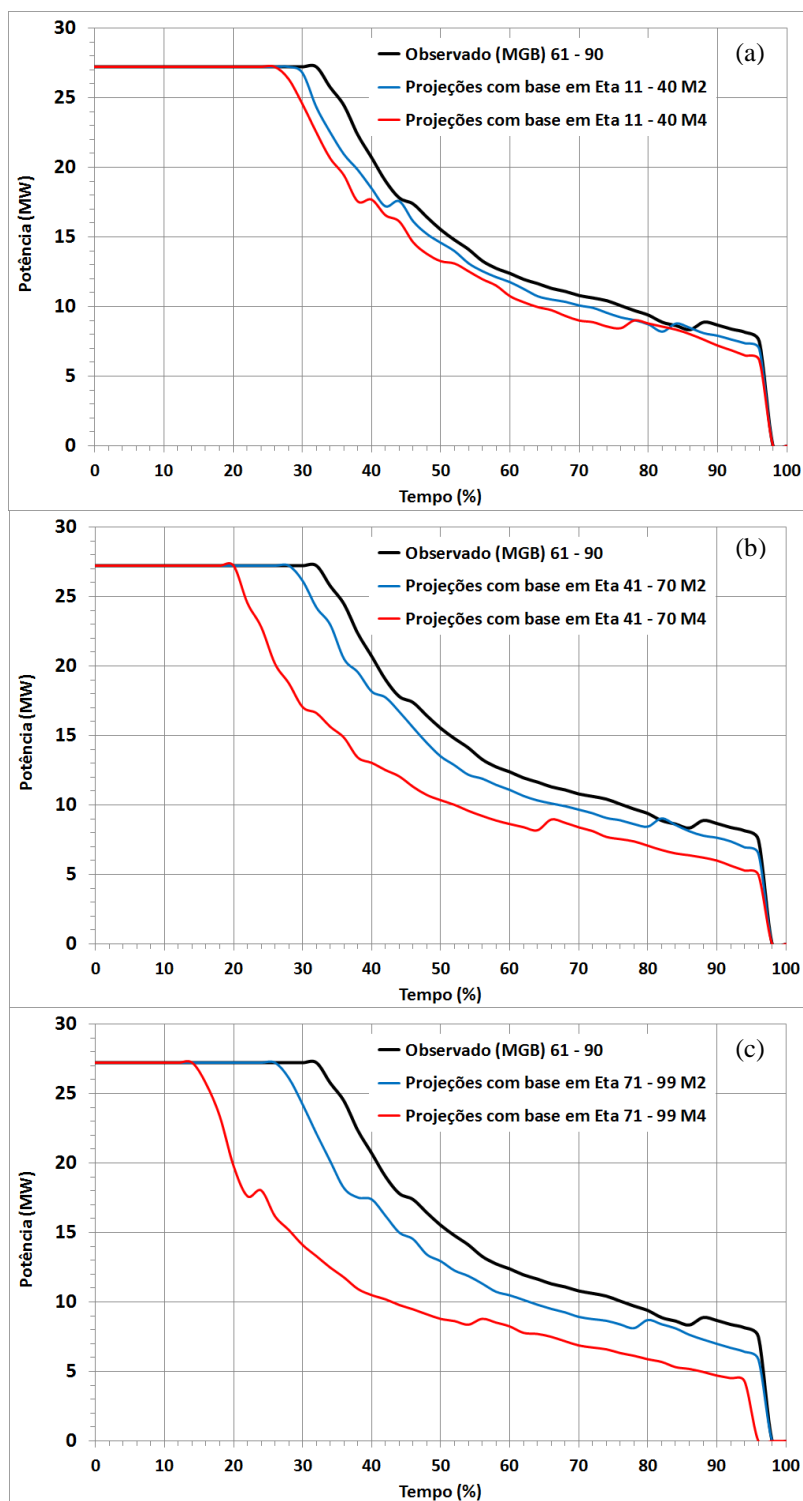 (a)
30
25
20
15
10
5
0
Potência (MW)
Observado (MGB) 61 - 90
Projeções com base em Eta 11 - 40 M2
Projeções com base em Eta 11 - 40 M4
0 10 20 30 40 50 60 70 80 90 100
Tempo (%)
(b)
30
25
20
15
10
5
0
Potência (MW)
Observado (MGB) 61 - 90
Projeções com base em Eta 41 - 70 M2
Projeções com base em Eta 41 - 70 M4
0 10 20 30 40 50 60 70 80 90 100
Tempo (%)
(c)
30
25
20
15
10
5
0
Potência (MW)
Observado (MGB) 61 - 90
Projeções com base em Eta 71 - 99 M2
Projeções com base em Eta 71 - 99 M4
0 10 20 30 40 50 60 70 80 90 100
Tempo (%)